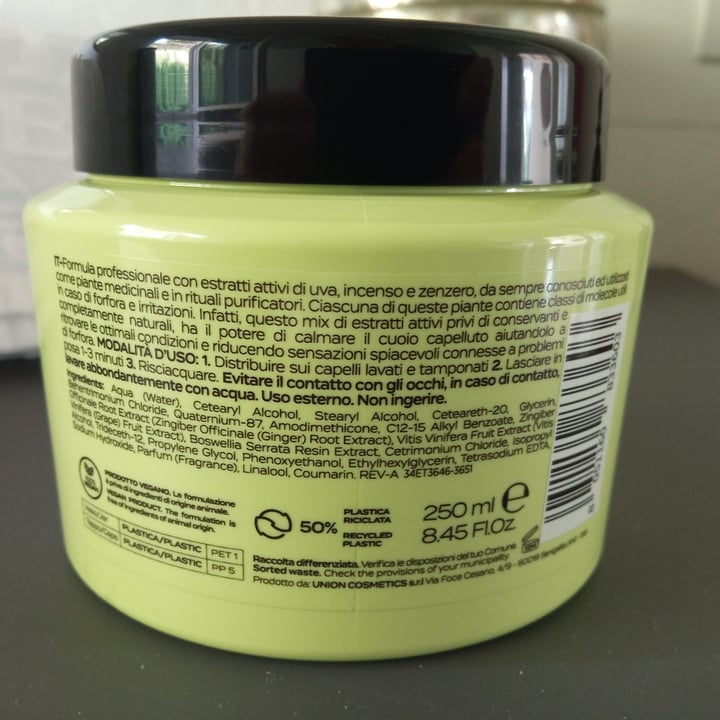 IT-Formula professionale con estratti attivi di uva, incenso e zenzero, da sempre conosciuti ed utilizzati
come piante medicinali e in rituali purificatori. Ciascuna di queste piante contiene classi di molecole utili
in caso di forfora e irritazioni. Infatti, questo mix di estratti attivi privi di conservanti e
completamente naturali, ha il potere di calmare il cuoio capelluto aiutandolo a
ritrovare le ottimali condizioni e riducendo sensazioni spiacevoli connesse a problemi
di forfora. MODALITÀ D'USO: 1. Distribuire sui capelli lavati e tamponati 2. Lasciare in
posa 1-3 minuti 3. Risciacquare. Evitare il contatto con gli occhi, in caso di contatto,
lavare abbondantemente con acqua. Uso esterno. Non ingerire.
Ingredients: Aqua (Water), Cetearyl Alcohol, Stearyl Alcohol, Ceteareth-20, Glycerin,
Behentrimonium Chloride, Quaternium-87, Amodimethicone, C12-15 Alkyl Benzoate, Zingiber
Officinale Root Extract (Zingiber Officinale (Ginger) Root Extract), Vitis Vinifera Fruit Extract (Vitis
Vinifera (Grape) Fruit Extract), Boswellia Serrata Resin Extract, Cetrimonium Chloride, Isopropyl
Alcohol, Trideceth-12, Propylene Glycol, Phenoxyethanol, Ethylhexylglycerin, Tetrasodium EDTA,
Sodium Hydroxide, Parfum (Fragrance), Linalool, Coumarin. REV-A 34ET3646-3651
PRODOTTO VEGANO. La formulazione
è priva di ingredienti di origine animale.
VEGAN PRODUCT. The formulation is
free of ingredients of animal origin.
50%
PLASTICA
RICICLATA
RECYCLED
PLASTIC
250 ml e
8.45 Fl.oz
Vaso/Jar PLASTICA/PLASTIC PET 1
Tappo/Caps PLASTICA/PLASTIC PP 5
Raccolta differenziata. Verifica le disposizioni del tuo Comune.
Sorted waste. Check the provisions of your municipality.
Prodotto da: UNION COSMETICS s.r.l Via Foce Cesano, 4/9 - 60019 Senigallia